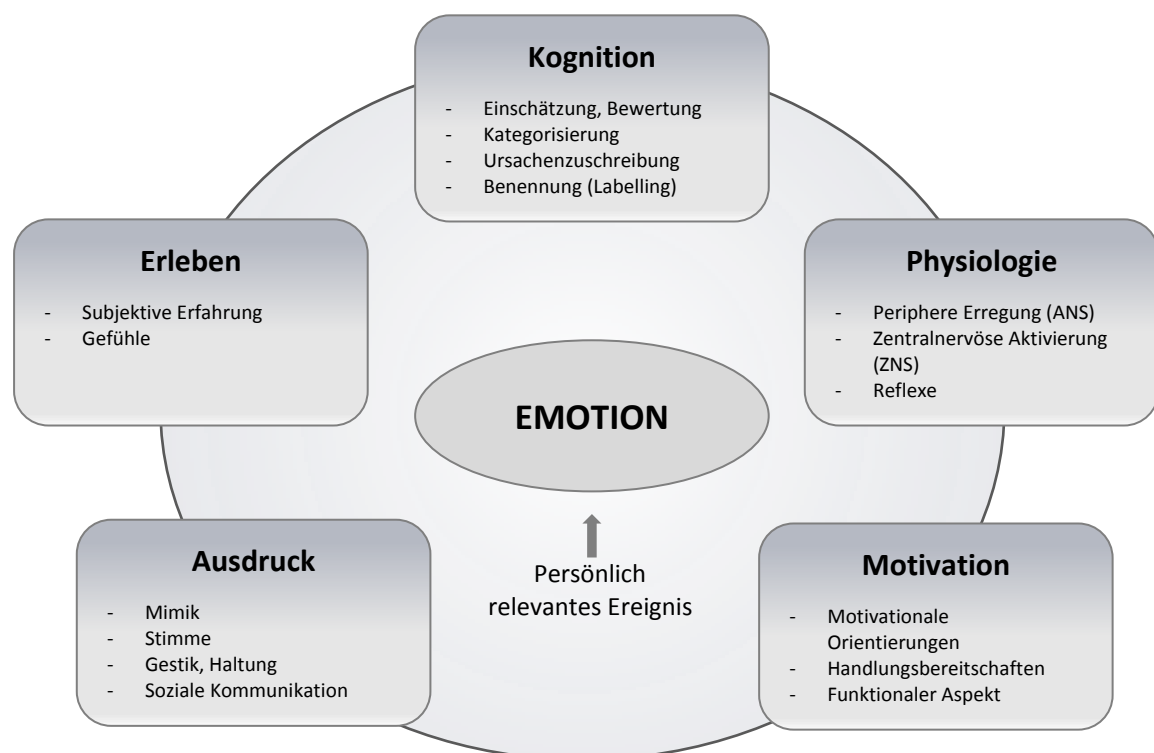 Kognition
- Einschätzung, Bewertung
- Kategorisierung
- Ursachenzuschreibung
- Benennung (Labelling)
Erleben
- Subjektive Erfahrung
- Gefühle
Physiologie
- Periphere Erregung (ANS)
- Zentralnervöse Aktivierung
(ZNS)
- Reflexe
EMOTION
Persönlich
relevantes Ereignis
Ausdruck
- Mimik
- Stimme
- Gestik, Haltung
- Soziale Kommunikation
Motivation
- Motivationale
Orientierungen
- Handlungsbereitschaften
- Funktionaler Aspekt